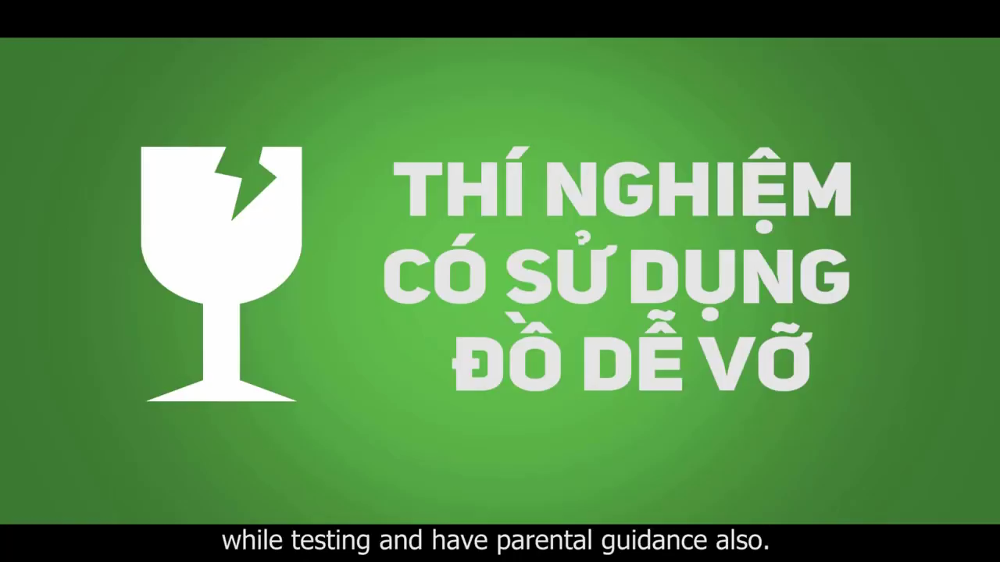 THÍ NGHIỆM
CÓ SỬ DỤNG
ĐỒ DỄ VỠ
while testing and have parental guidance also.